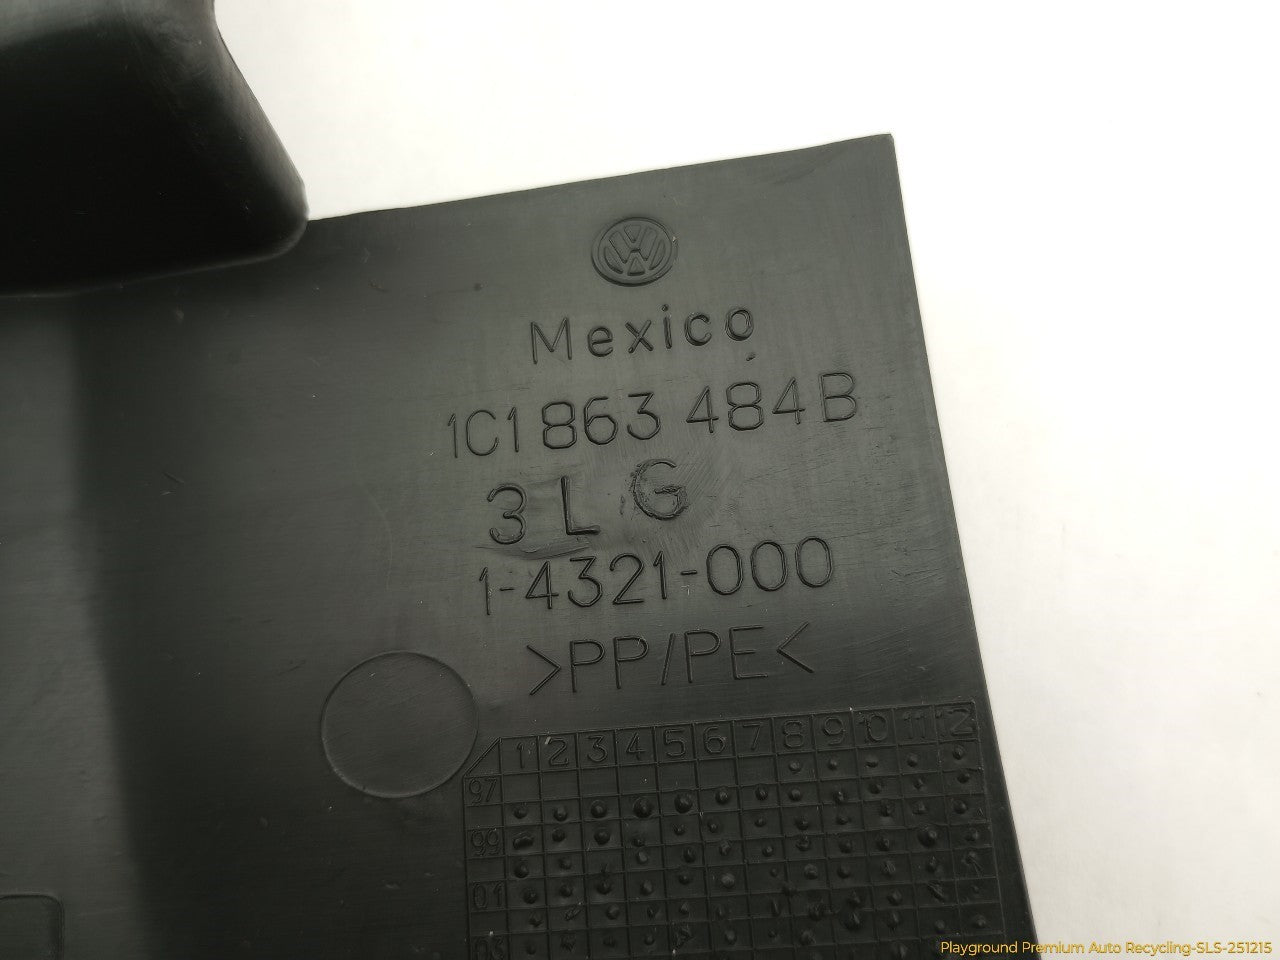 Mexico
1C1 863 484 B
3 L G
1-4321-000
>PP/PE<
1 2 3 4 5 6 7 8 9 10 11 12
97
99
01
03
Playground Premium Auto Recycling-SLS-251215